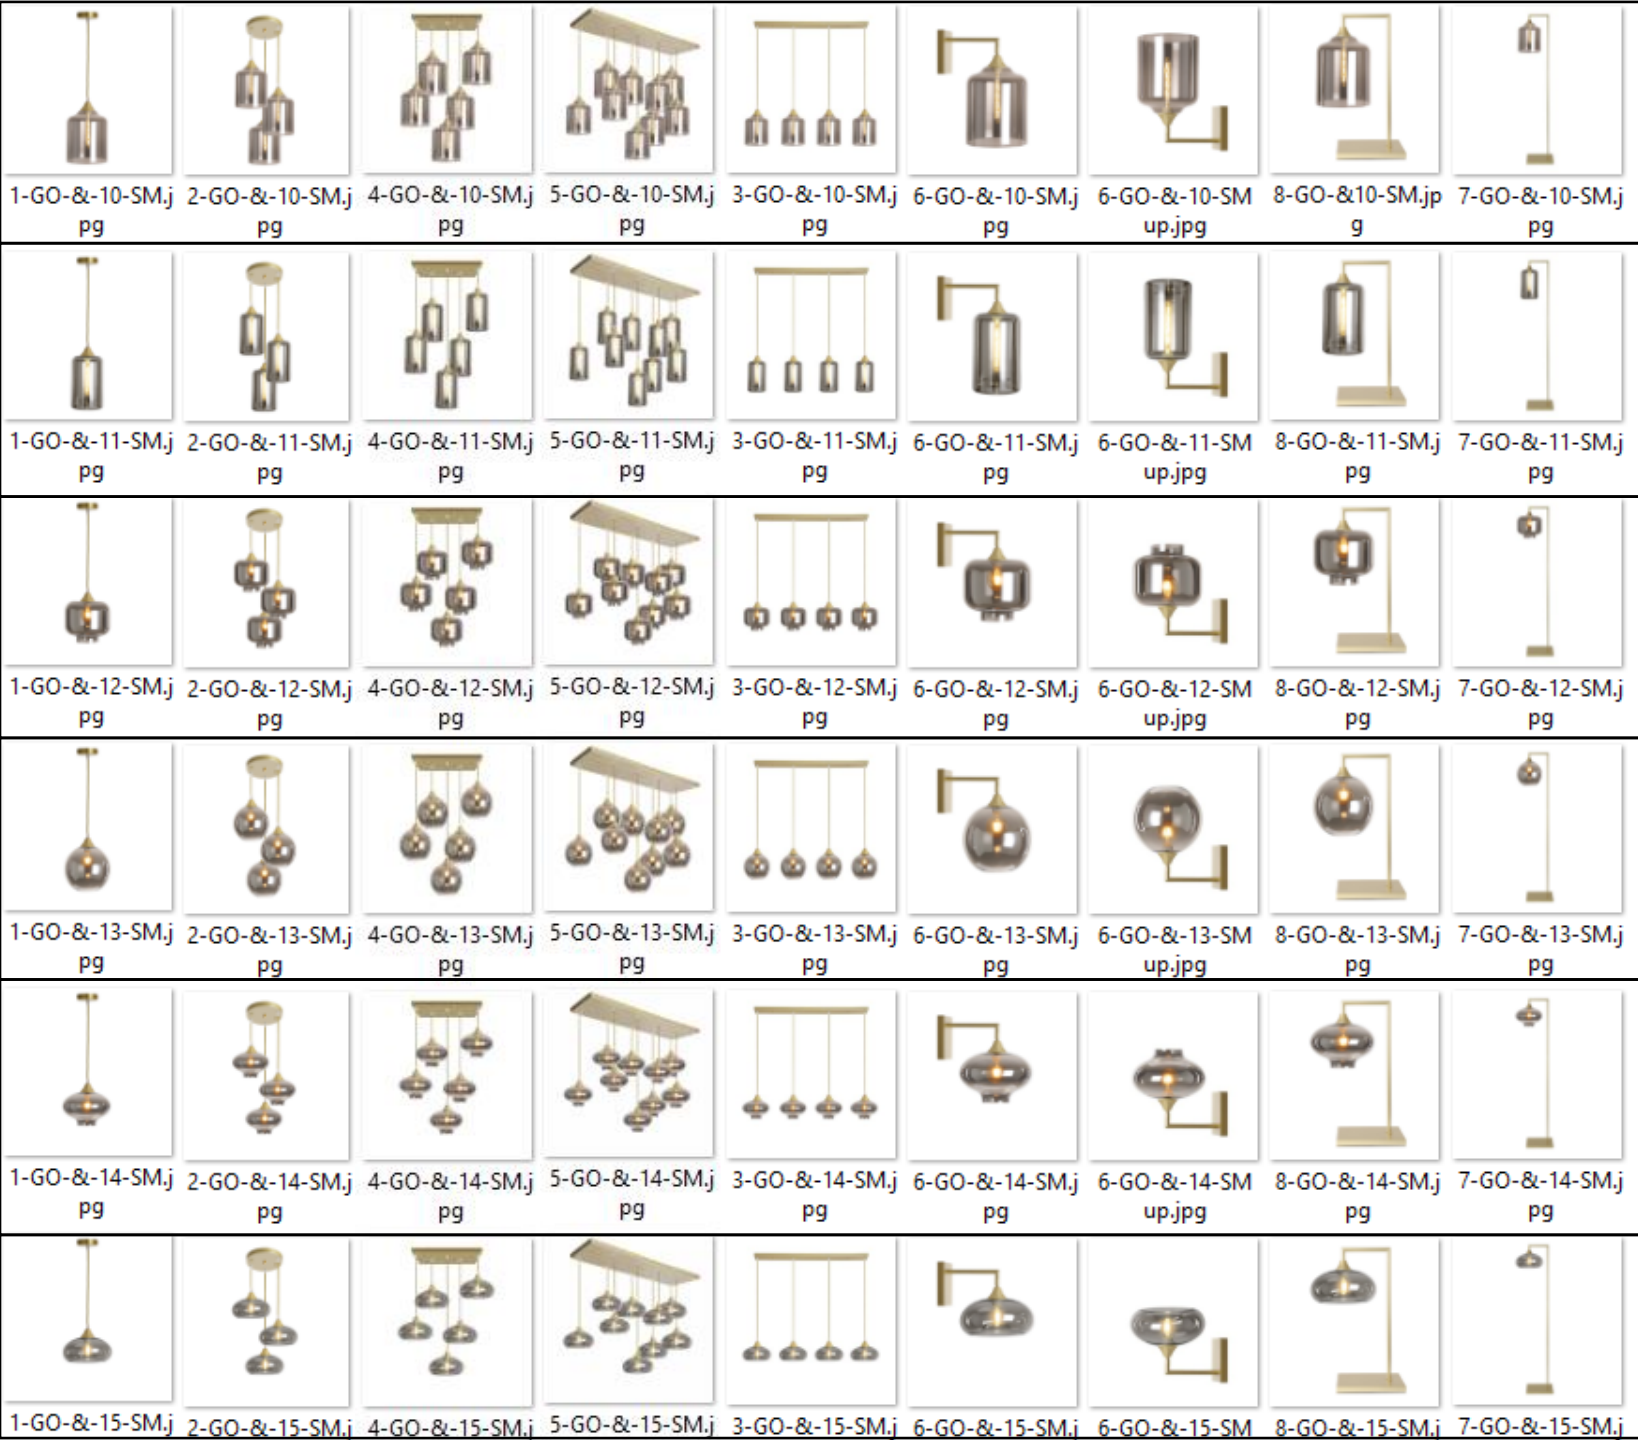 1-GO-&-10-SM.j
pg
2-GO-&-10-SM.j
pg
4-GO-&-10-SM.j
pg
5-GO-&-10-SM.j
pg
3-GO-&-10-SM.j
pg
6-GO-&-10-SM.j
pg
6-GO-&-10-SM
up.jpg
8-GO-&10-SM.jp
g
7-GO-&-10-SM.j
pg
1-GO-&-11-SM.j
pg
2-GO-&-11-SM.j
pg
4-GO-&-11-SM.j
pg
5-GO-&-11-SM.j
pg
3-GO-&-11-SM.j
pg
6-GO-&-11-SM.j
pg
6-GO-&-11-SM
up.jpg
8-GO-&-11-SM.j
pg
7-GO-&-11-SM.j
pg
1-GO-&-12-SM.j
pg
2-GO-&-12-SM.j
pg
4-GO-&-12-SM.j
pg
5-GO-&-12-SM.j
pg
3-GO-&-12-SM.j
pg
6-GO-&-12-SM.j
pg
6-GO-&-12-SM
up.jpg
8-GO-&-12-SM.j
pg
7-GO-&-12-SM.j
pg
1-GO-&-13-SM.j
pg
2-GO-&-13-SM.j
pg
4-GO-&-13-SM.j
pg
5-GO-&-13-SM.j
pg
3-GO-&-13-SM.j
pg
6-GO-&-13-SM.j
pg
6-GO-&-13-SM
up.jpg
8-GO-&-13-SM.j
pg
7-GO-&-13-SM.j
pg
1-GO-&-14-SM.j
pg
2-GO-&-14-SM.j
pg
4-GO-&-14-SM.j
pg
5-GO-&-14-SM.j
pg
3-GO-&-14-SM.j
pg
6-GO-&-14-SM.j
pg
6-GO-&-14-SM
up.jpg
8-GO-&-14-SM.j
pg
7-GO-&-14-SM.j
pg
1-GO-&-15-SM.j
2-GO-&-15-SM.j
4-GO-&-15-SM.j
5-GO-&-15-SM.j
3-GO-&-15-SM.j
6-GO-&-15-SM.j
6-GO-&-15-SM
8-GO-&-15-SM.j
7-GO-&-15-SM.j